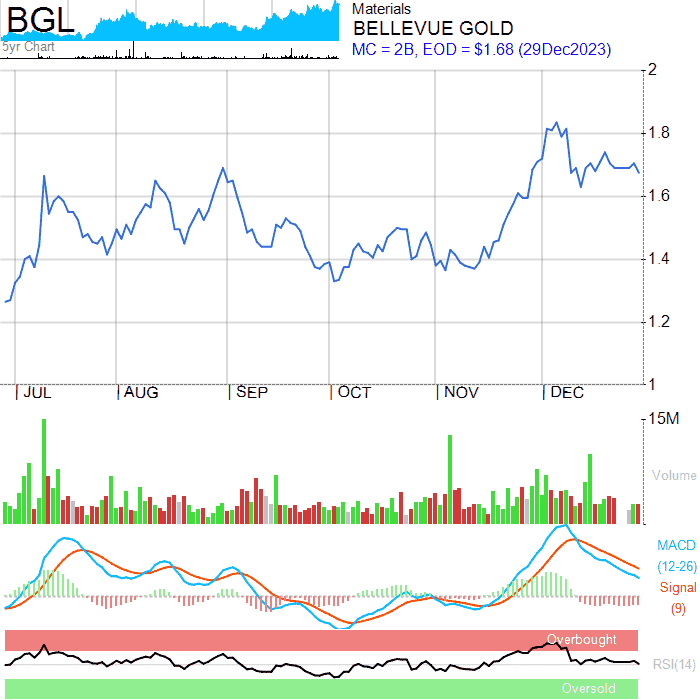 BGL
5yr Chart
Materials
BELLEVUE GOLD
MC = 2B, EOD = $1.68 (29Dec2023)
2
1.8
1.6
1.4
1.2
1
JUL AUG SEP OCT NOV DEC
15M
Volume
MACD
(12-26)
Signal
(9)
Overbought
RSI(14)
Oversold